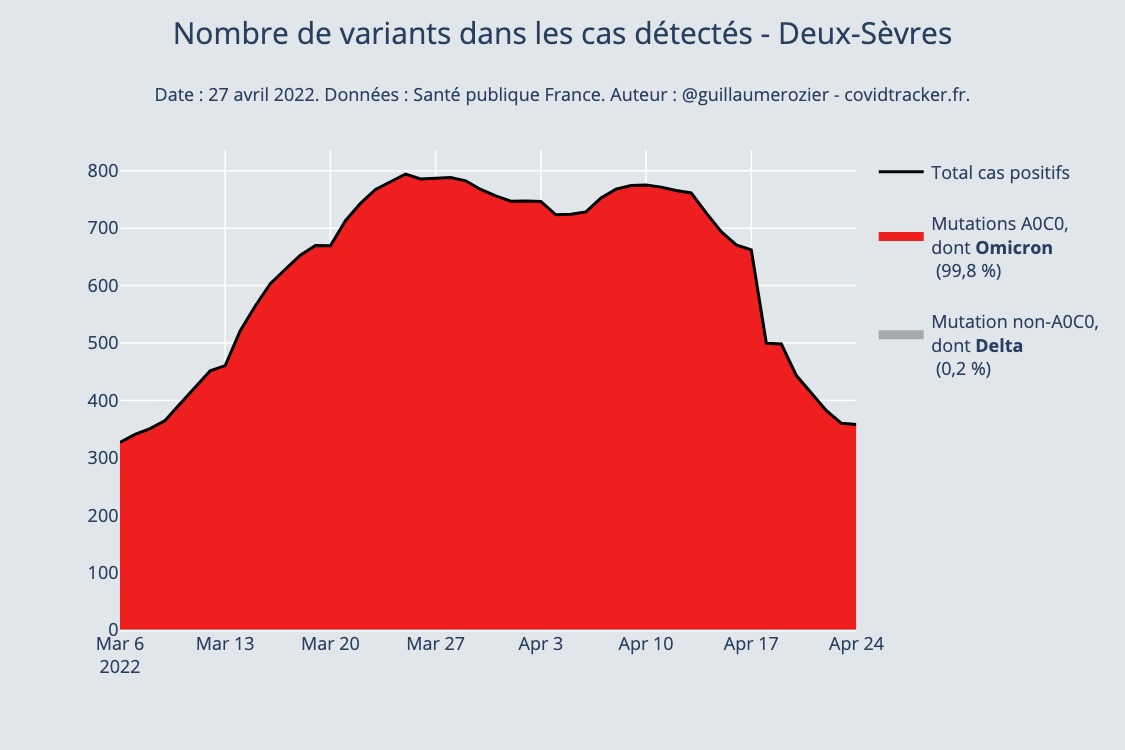 Nombre de variants dans les cas détectés - Deux-Sèvres
Date : 27 avril 2022. Données : Santé publique France. Auteur : @guillaumerozier - covidtracker.fr.
800
700
600
500
400
300
200
100
0
Mar 6
2022
Mar 13
Mar 20
Mar 27
Apr 3
Apr 10
Apr 17
Apr 24
Total cas positifs
Mutations A0C0,
dont Omicron
(99,8 %)
Mutation non-A0C0,
dont Delta
(0,2 %)